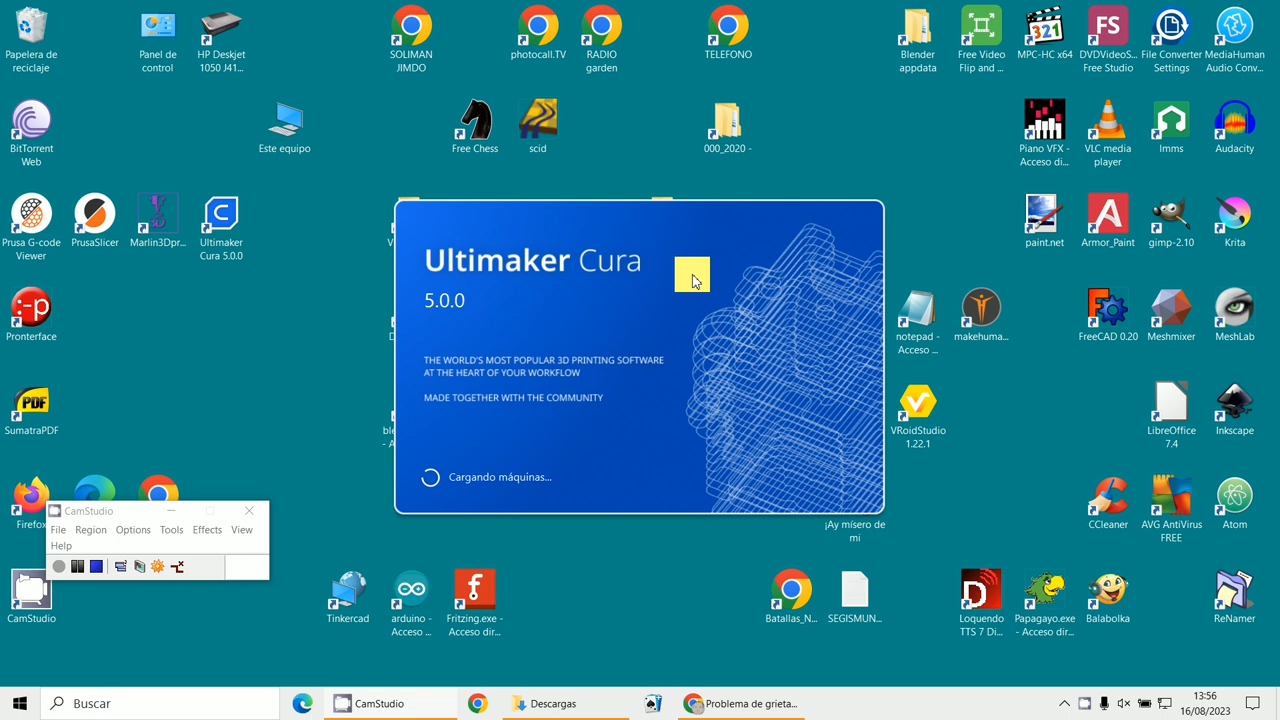 Papelera de
reciclaje
Panel de
control
HP Deskjet
1050 J41...
SOLIMAN
JIMDO
photocall.TV
RADIO
garden
TELEFONO
Blender
appdata
Free Video
Flip and ...
321
MPC-HC x64
FS
DVDVideoS...
Free Studio
File Converter
Settings
MediaHuman
Audio Conv...
BitTorrent
Web
Este equipo
Free Chess
scid
000_2020 -
Piano VFX -
Acceso di...
VLC media
player
lmms
Audacity
Prusa G-code
Viewer
PrusaSlicer
Marlin3Dpr...
Ultimaker
Cura 5.0.0
paint.net
Armor_Paint
gimp-2.10
Krita
Ultimaker Cura
5.0.0
THE WORLD'S MOST POPULAR 3D PRINTING SOFTWARE
AT THE HEART OF YOUR WORKFLOW
MADE TOGETHER WITH THE COMMUNITY
Cargando máquinas...
:-p
Pronterface
notepad -
Acceso ...
makehuma...
FreeCAD 0.20
Meshmixer
MeshLab
PDF
SumatraPDF
ble
- A
VRoidStudio
1.22.1
LibreOffice
7.4
Inkscape
Firefox
CamStudio
File Region Options Tools Effects View
Help
¡Ay mísero de
mi
CCleaner
AVG AntiVirus
FREE
Atom
CamStudio
Tinkercad
arduino -
Acceso ...
Fritzing.exe -
Acceso dir...
Batallas_N...
SEGISMUN...
Loquendo
TTS 7 Di...
Papagayo.exe
- Acceso dir...
Balabolka
ReNamer
Buscar
CamStudio
Descargas
Problema de grieta...
13:56
16/08/2023